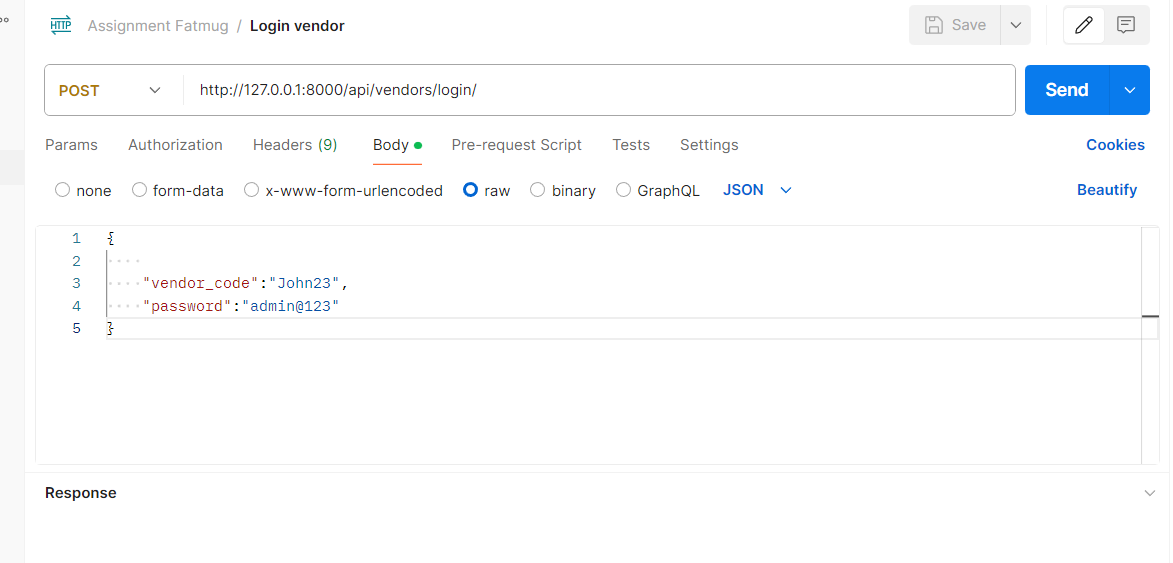 HTTP Assignment Fatmug / Login vendor Save
POST http://127.0.0.1:8000/api/vendors/login/ Send
Params Authorization Headers (9) Body Pre-request Script Tests Settings Cookies
none form-data x-www-form-urlencoded raw binary GraphQL JSON Beautify
1 {
2
3 "vendor_code":"John23",
4 "password":"admin@123"
5 }
Response